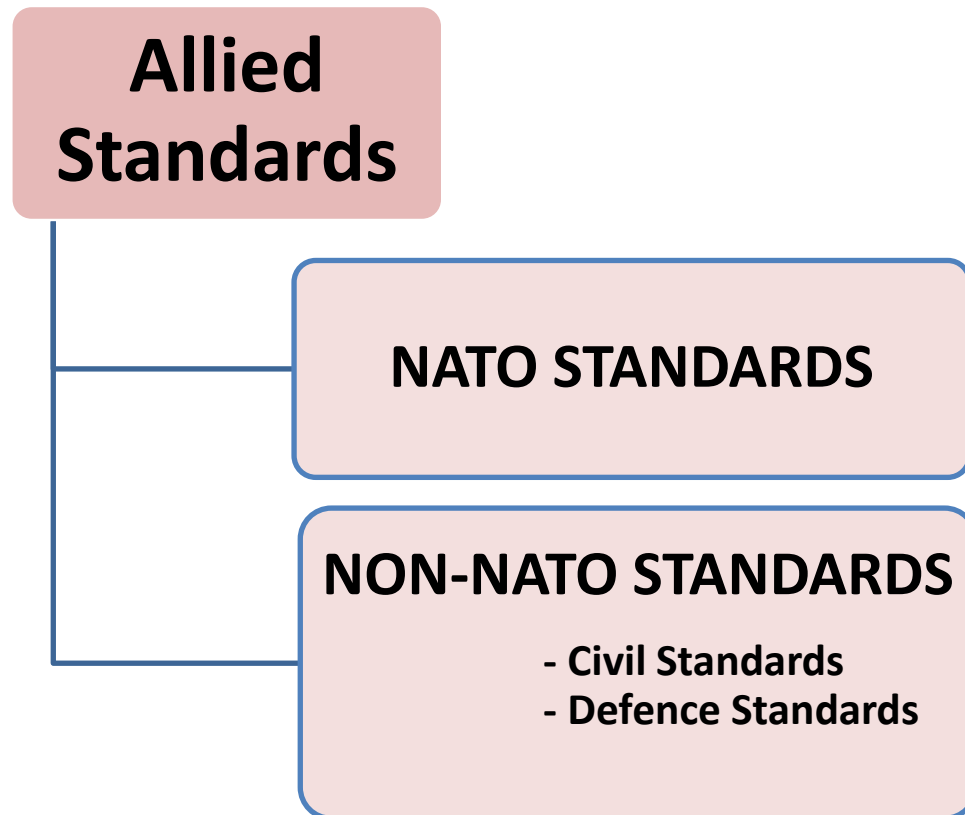 Allied
Standards
NATO STANDARDS
NON-NATO STANDARDS
- Civil Standards
- Defence Standards